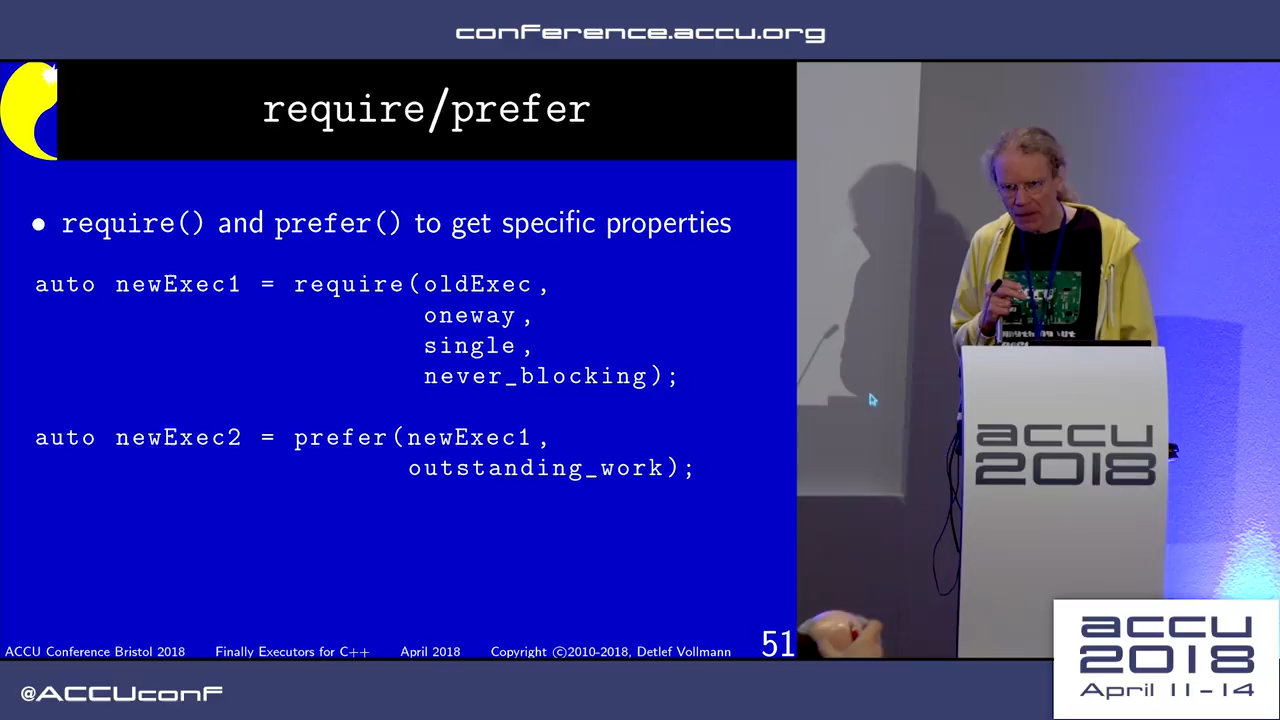 conference.accu.org
require/prefer
• require() and prefer() to get specific properties
auto newExec1 = require(oldExec,
oneway,
single,
never_blocking);
auto newExec2 = prefer(newExec1,
outstanding_work);
ACCU Conference Bristol 2018 Finally Executors for C++ April 2018 Copyright ©2010-2018, Detlef Vollmann 51
accu
accu
2018
accu
2018
April 11-14
@ACCUconf